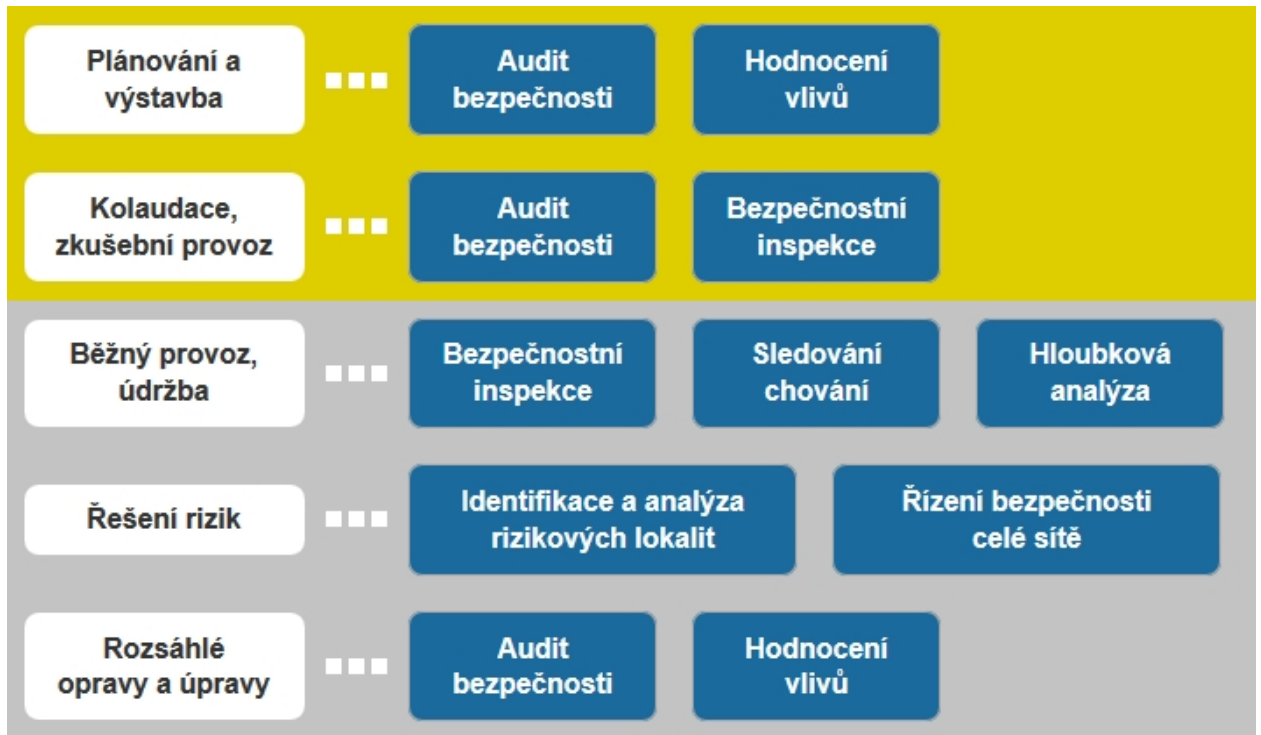 Plánování a
výstavba
Audit
bezpečnosti
Hodnocení
vlivů
Kolaudace,
zkušební provoz
Audit
bezpečnosti
Bezpečnostní
inspekce
Běžný provoz,
údržba
Bezpečnostní
inspekce
Sledování
chování
Hloubková
analýza
Řešení rizik
Identifikace a analýza
rizikových lokalit
Řízení bezpečnosti
celé sítě
Rozsáhlé
opravy a úpravy
Audit
bezpečnosti
Hodnocení
vlivů